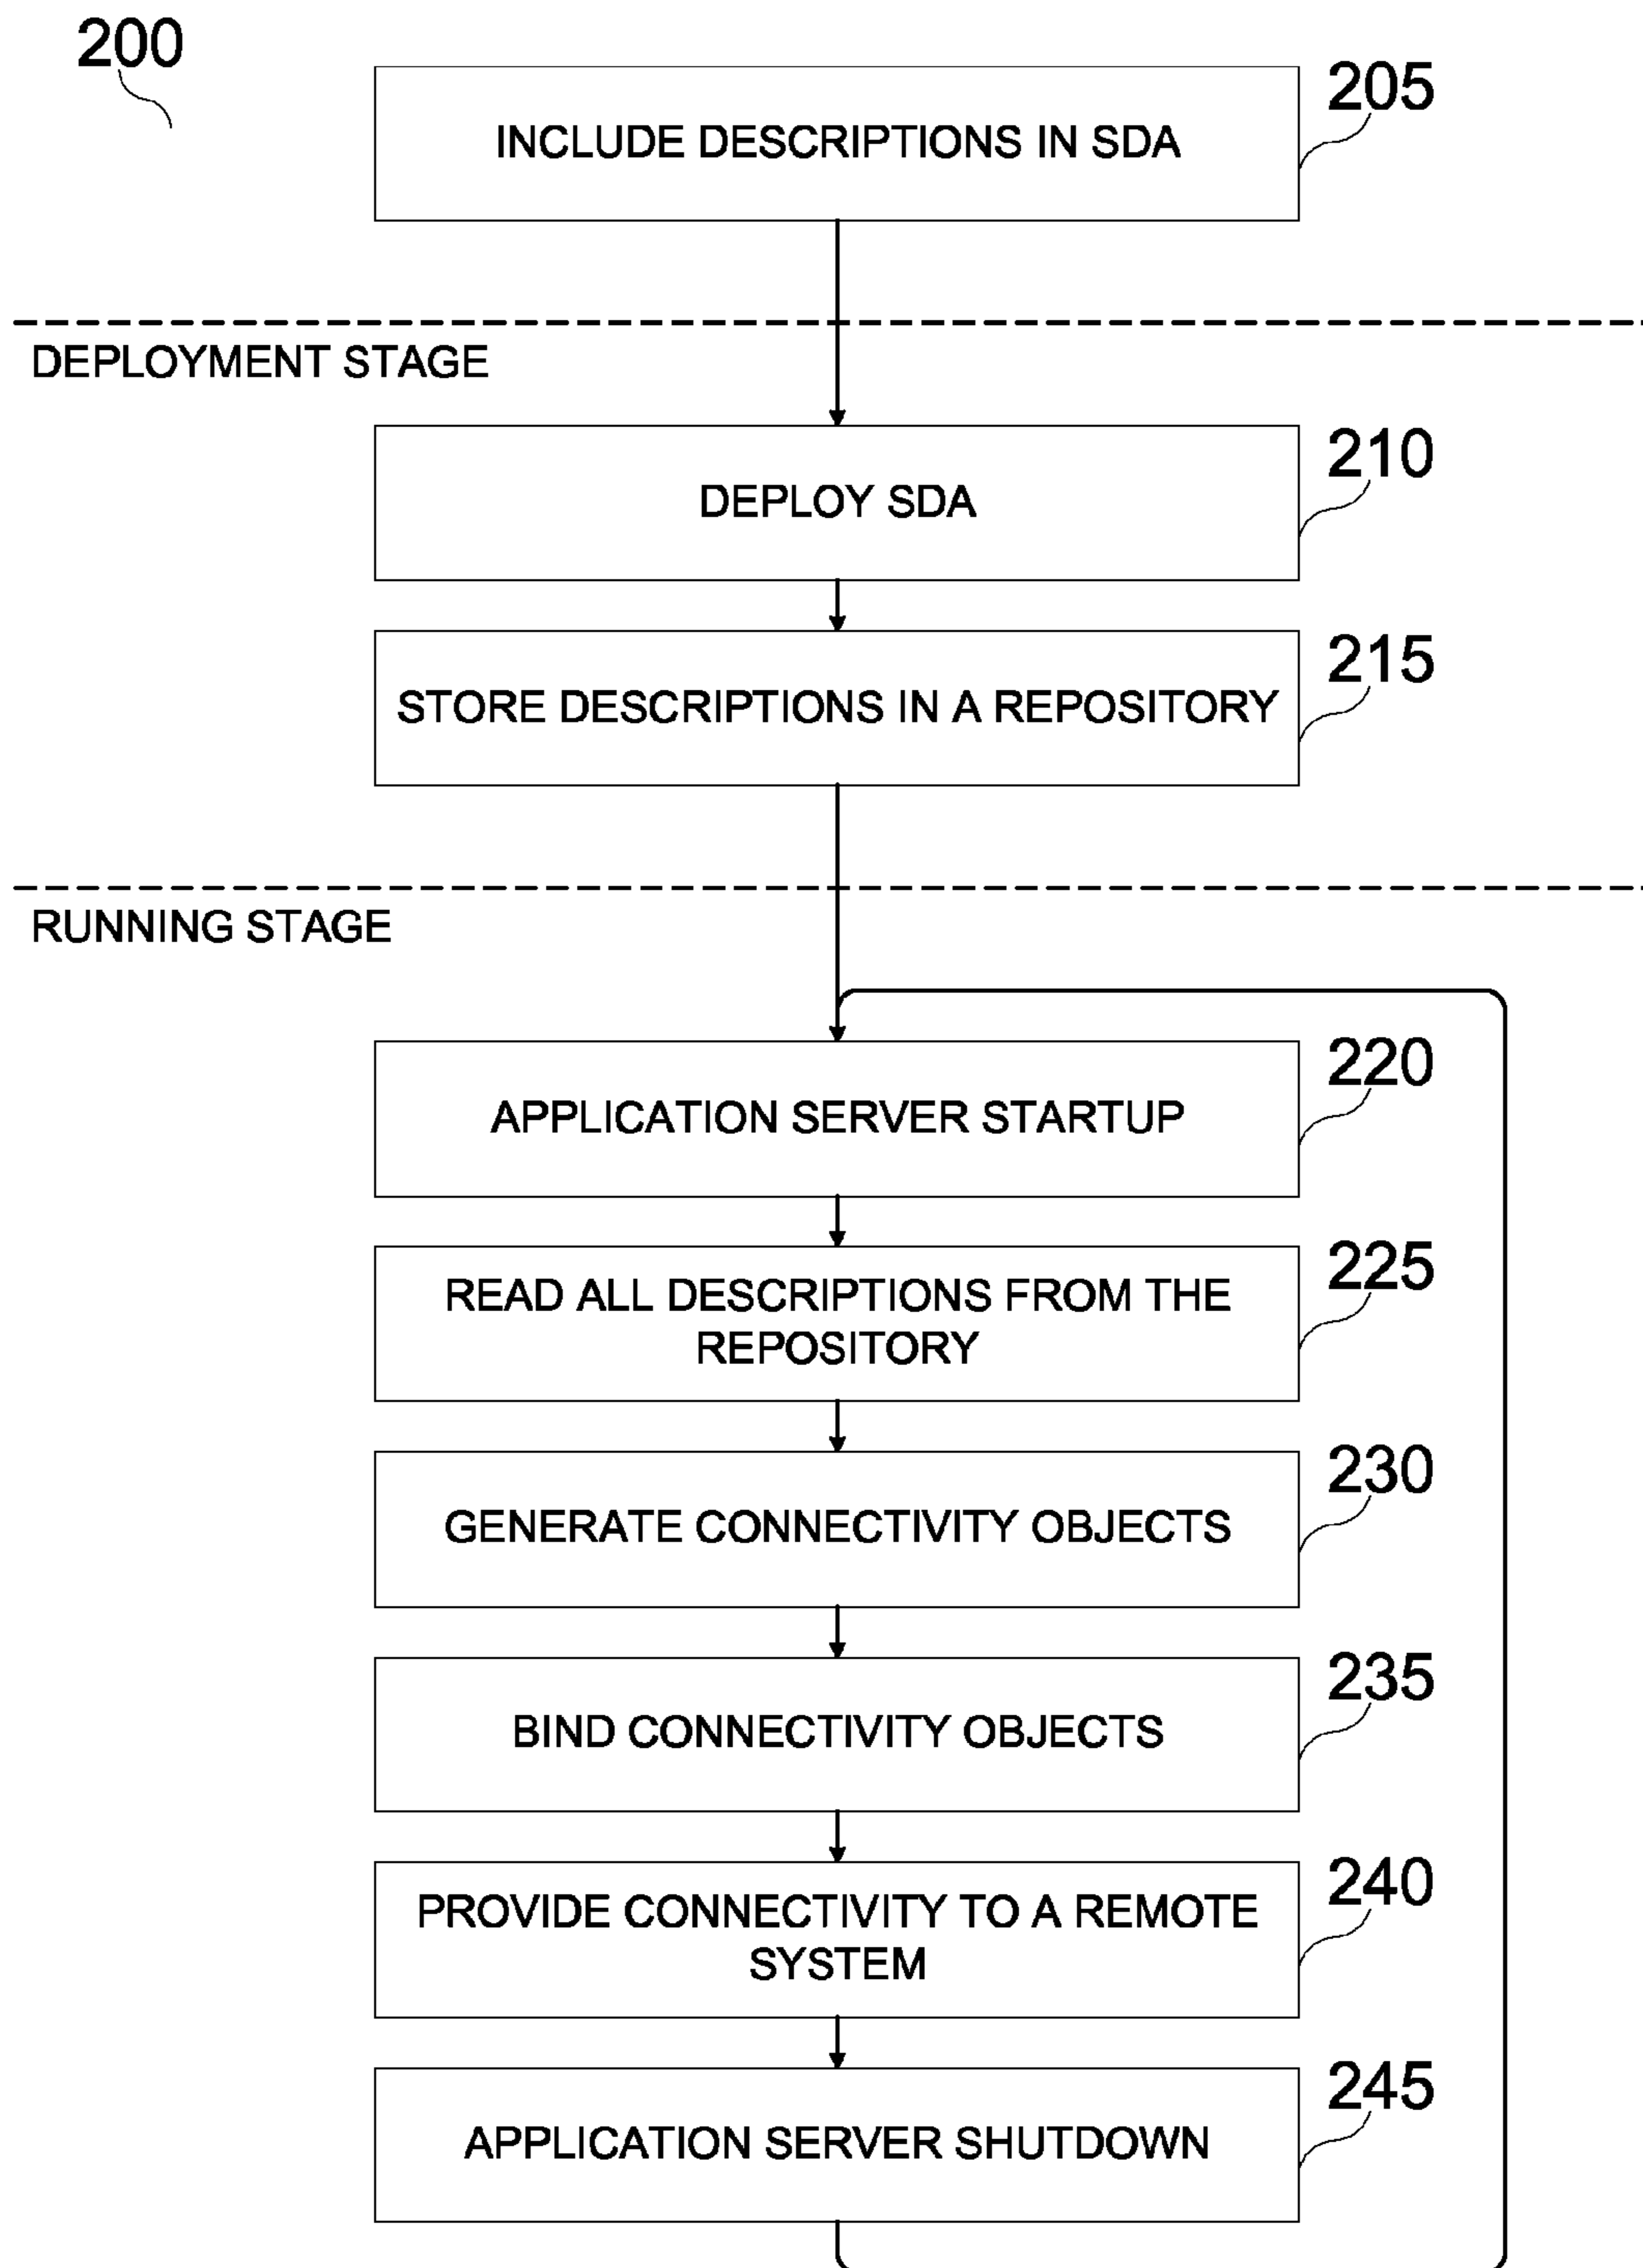 200
205
INCLUDE DESCRIPTIONS IN SDA
DEPLOYMENT STAGE
210
DEPLOY SDA
215
STORE DESCRIPTIONS IN A REPOSITORY
RUNNING STAGE
220
APPLICATION SERVER STARTUP
225
READ ALL DESCRIPTIONS FROM THE
REPOSITORY
230
GENERATE CONNECTIVITY OBJECTS
235
BIND CONNECTIVITY OBJECTS
240
PROVIDE CONNECTIVITY TO A REMOTE
SYSTEM
245
APPLICATION SERVER SHUTDOWN